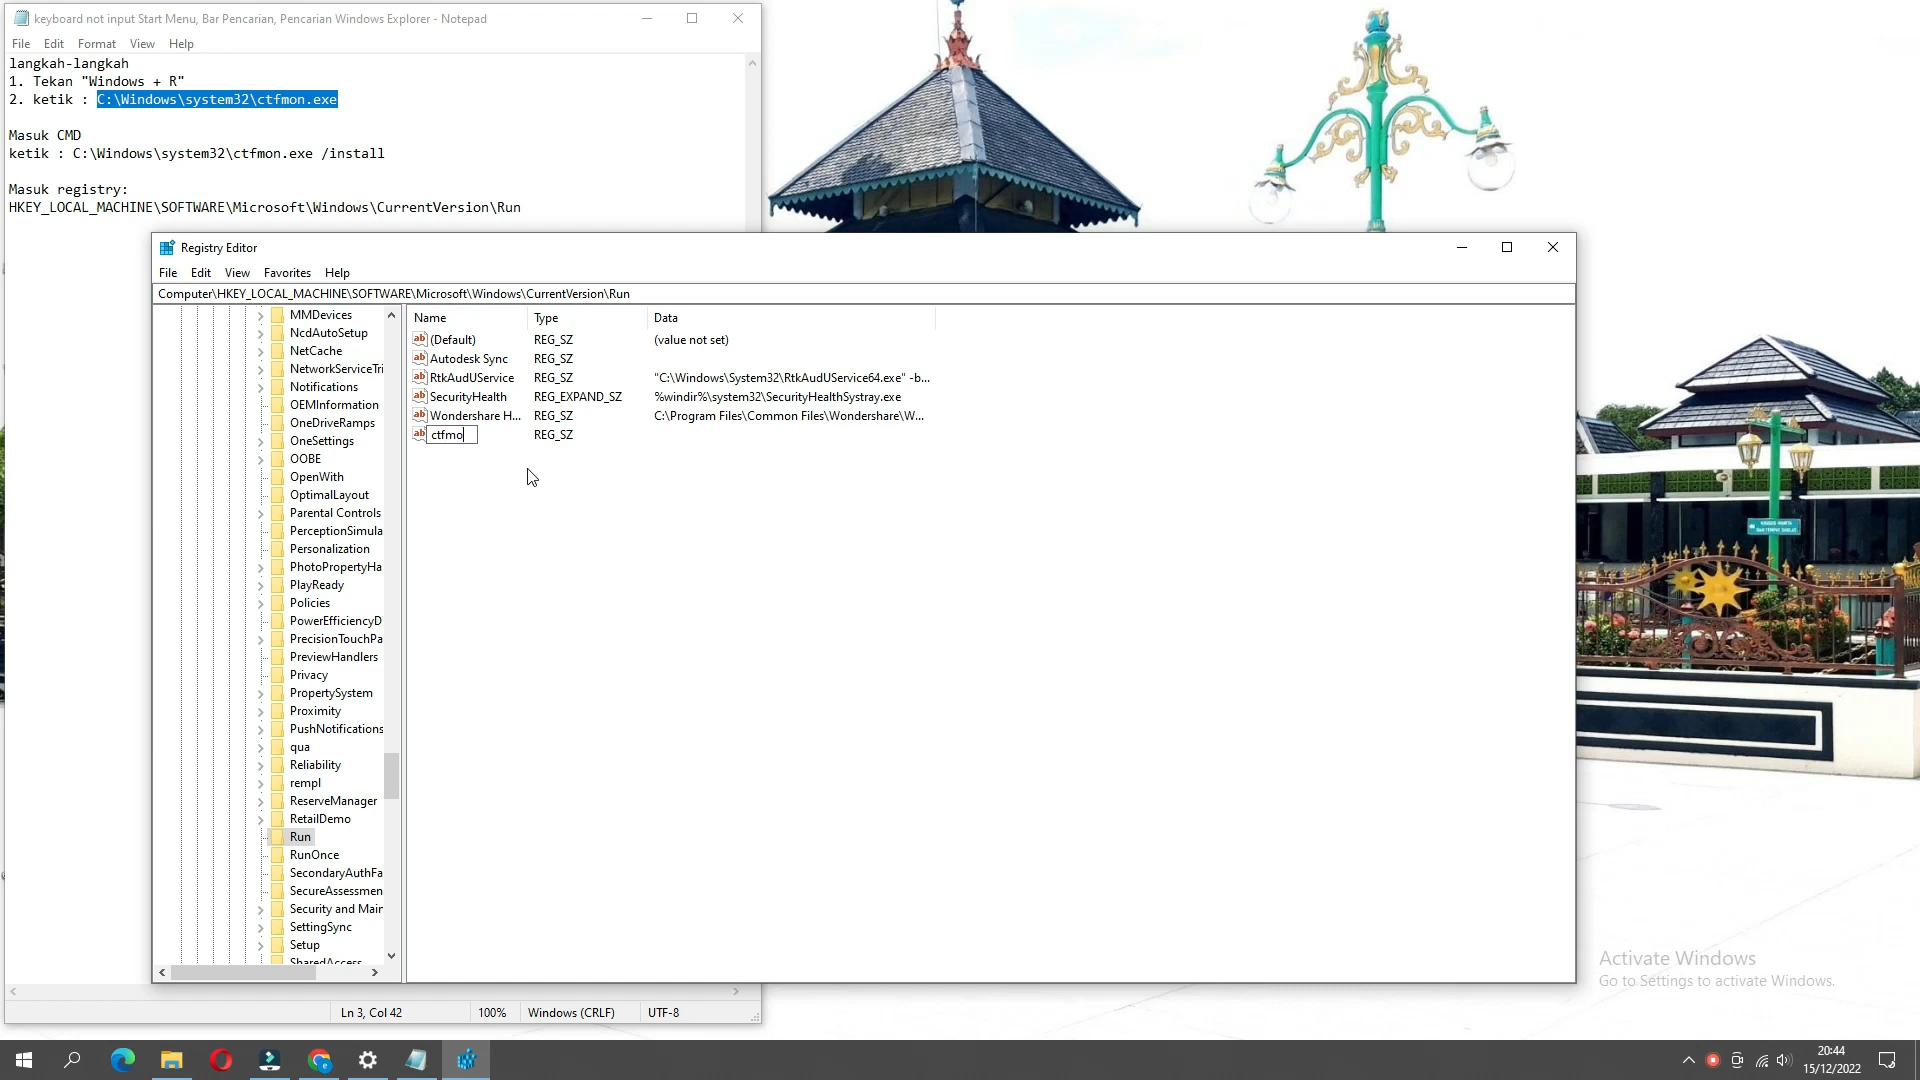 keyboard not input Start Menu, Bar Pencarian, Pencarian Windows Explorer - Notepad
File Edit Format View Help
langkah-langkah
1. Tekan "Windows + R"
2. ketik : C:\Windows\system32\ctfmon.exe
Masuk CMD
ketik : C:\Windows\system32\ctfmon.exe /install
Masuk registry:
HKEY_LOCAL_MACHINE\SOFTWARE\Microsoft\Windows\CurrentVersion\Run
Registry Editor
File Edit View Favorites Help
Computer\HKEY_LOCAL_MACHINE\SOFTWARE\Microsoft\Windows\CurrentVersion\Run
MMDevices
NcdAutoSetup
NetCache
NetworkServiceTri
Notifications
OEMInformation
OneDriveRamps
OneSettings
OOBE
OpenWith
OptimalLayout
Parental Controls
PerceptionSimula
Personalization
PhotoPropertyHa
PlayReady
Policies
PowerEfficiencyD
PrecisionTouchPa
PreviewHandlers
Privacy
PropertySystem
Proximity
PushNotifications
qua
Reliability
rempl
ReserveManager
RetailDemo
Run
RunOnce
SecondaryAuthFa
SecureAssessmen
Security and Mair
SettingSync
Setup
SharedAccess
Name Type Data
(Default) REG_SZ (value not set)
Autodesk Sync REG_SZ
RtkAudUService REG_SZ "C:\Windows\System32\RtkAudUService64.exe" -b...
SecurityHealth REG_EXPAND_SZ %windir%\system32\SecurityHealthSystray.exe
Wondershare H... REG_SZ C:\Program Files\Common Files\Wondershare\W...
ctfmo REG_SZ
Activate Windows
Go to Settings to activate Windows.
Ln 3, Col 42 100% Windows (CRLF) UTF-8
20:44
15/12/2022